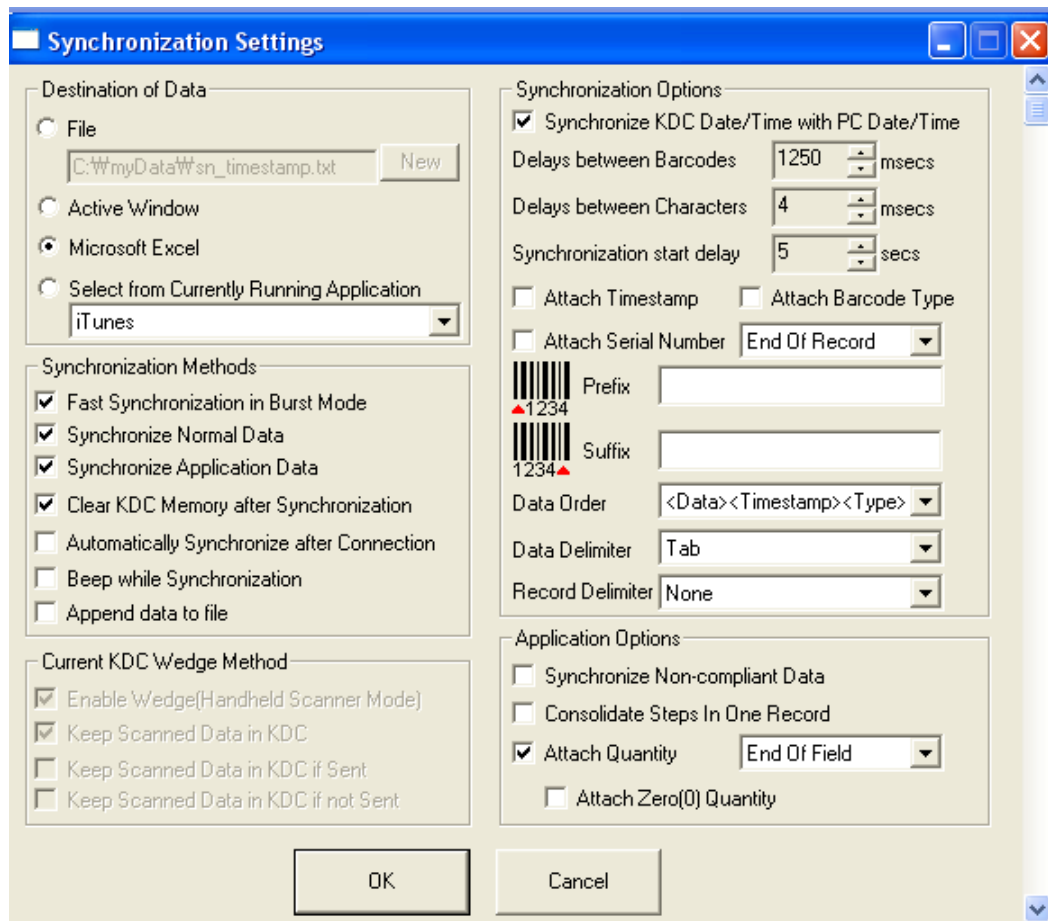 Synchronization Settings
Destination of Data
File
C:₩myData₩sn_timestamp.txt
New
Active Window
Microsoft Excel
Select from Currently Running Application
iTunes
Synchronization Methods
Fast Synchronization in Burst Mode
Synchronize Normal Data
Synchronize Application Data
Clear KDC Memory after Synchronization
Automatically Synchronize after Connection
Beep while Synchronization
Append data to file
Current KDC Wedge Method
Enable Wedge(Handheld Scanner Mode)
Keep Scanned Data in KDC
Keep Scanned Data in KDC if Sent
Keep Scanned Data in KDC if not Sent
Synchronization Options
Synchronize KDC Date/Time with PC Date/Time
Delays between Barcodes 1250 msecs
Delays between Characters 4 msecs
Synchronization start delay 5 secs
Attach Timestamp Attach Barcode Type
Attach Serial Number End Of Record
Prefix
1234
Suffix
1234
Data Order <Data><Timestamp><Type>
Data Delimiter Tab
Record Delimiter None
Application Options
Synchronize Non-compliant Data
Consolidate Steps In One Record
Attach Quantity End Of Field
Attach Zero(0) Quantity
OK Cancel